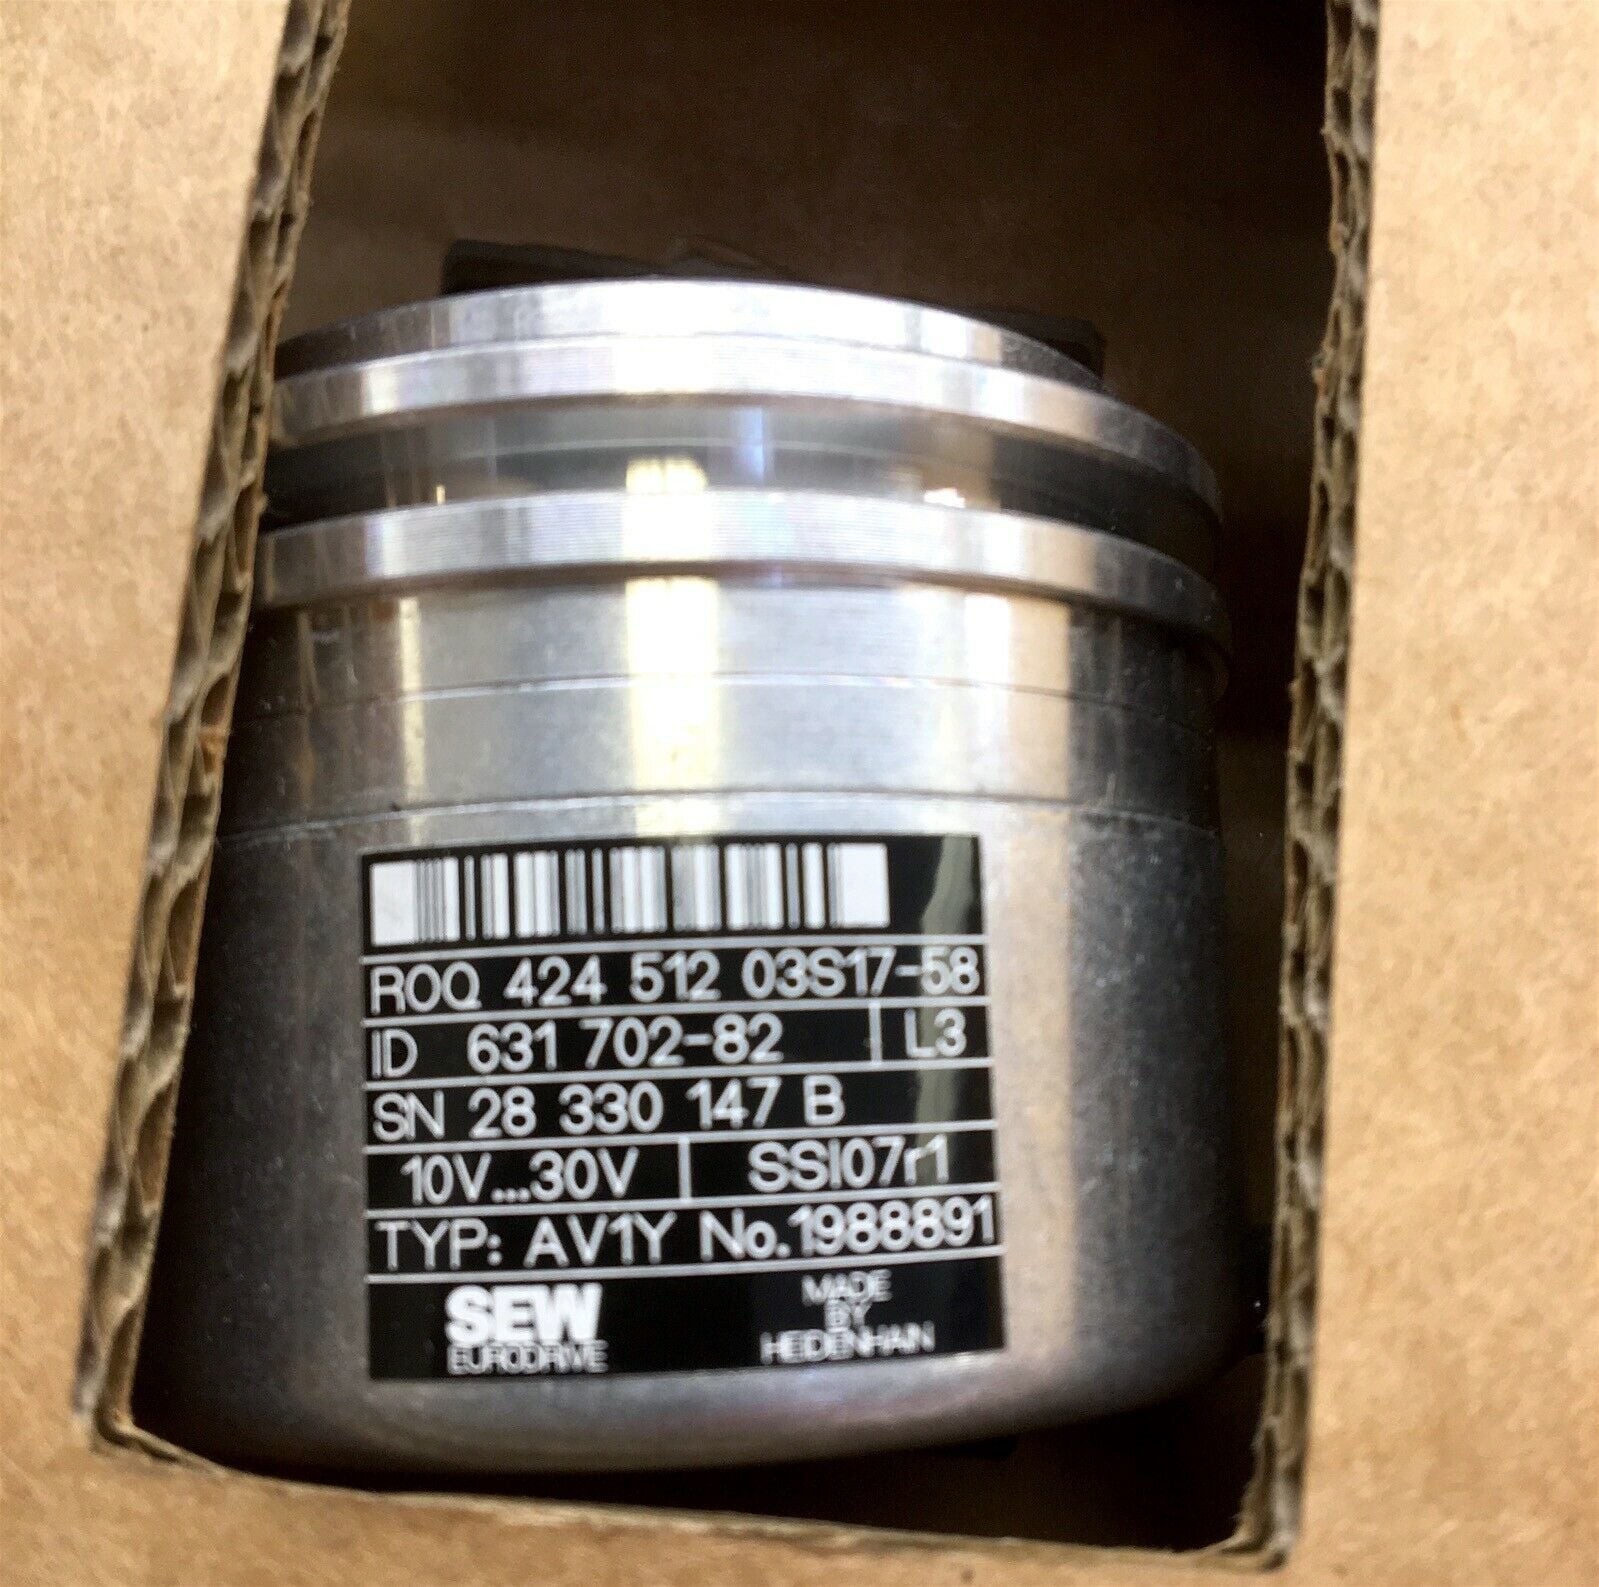 ROQ 424 512 03S17-58
ID 631 702-82 L3
SN 28 330 147 B
10V...30V SSI07r1
TYP: AV1Y No.1988891
SEW
EURODRIVE
MADE
BY
HEIDENHAIN